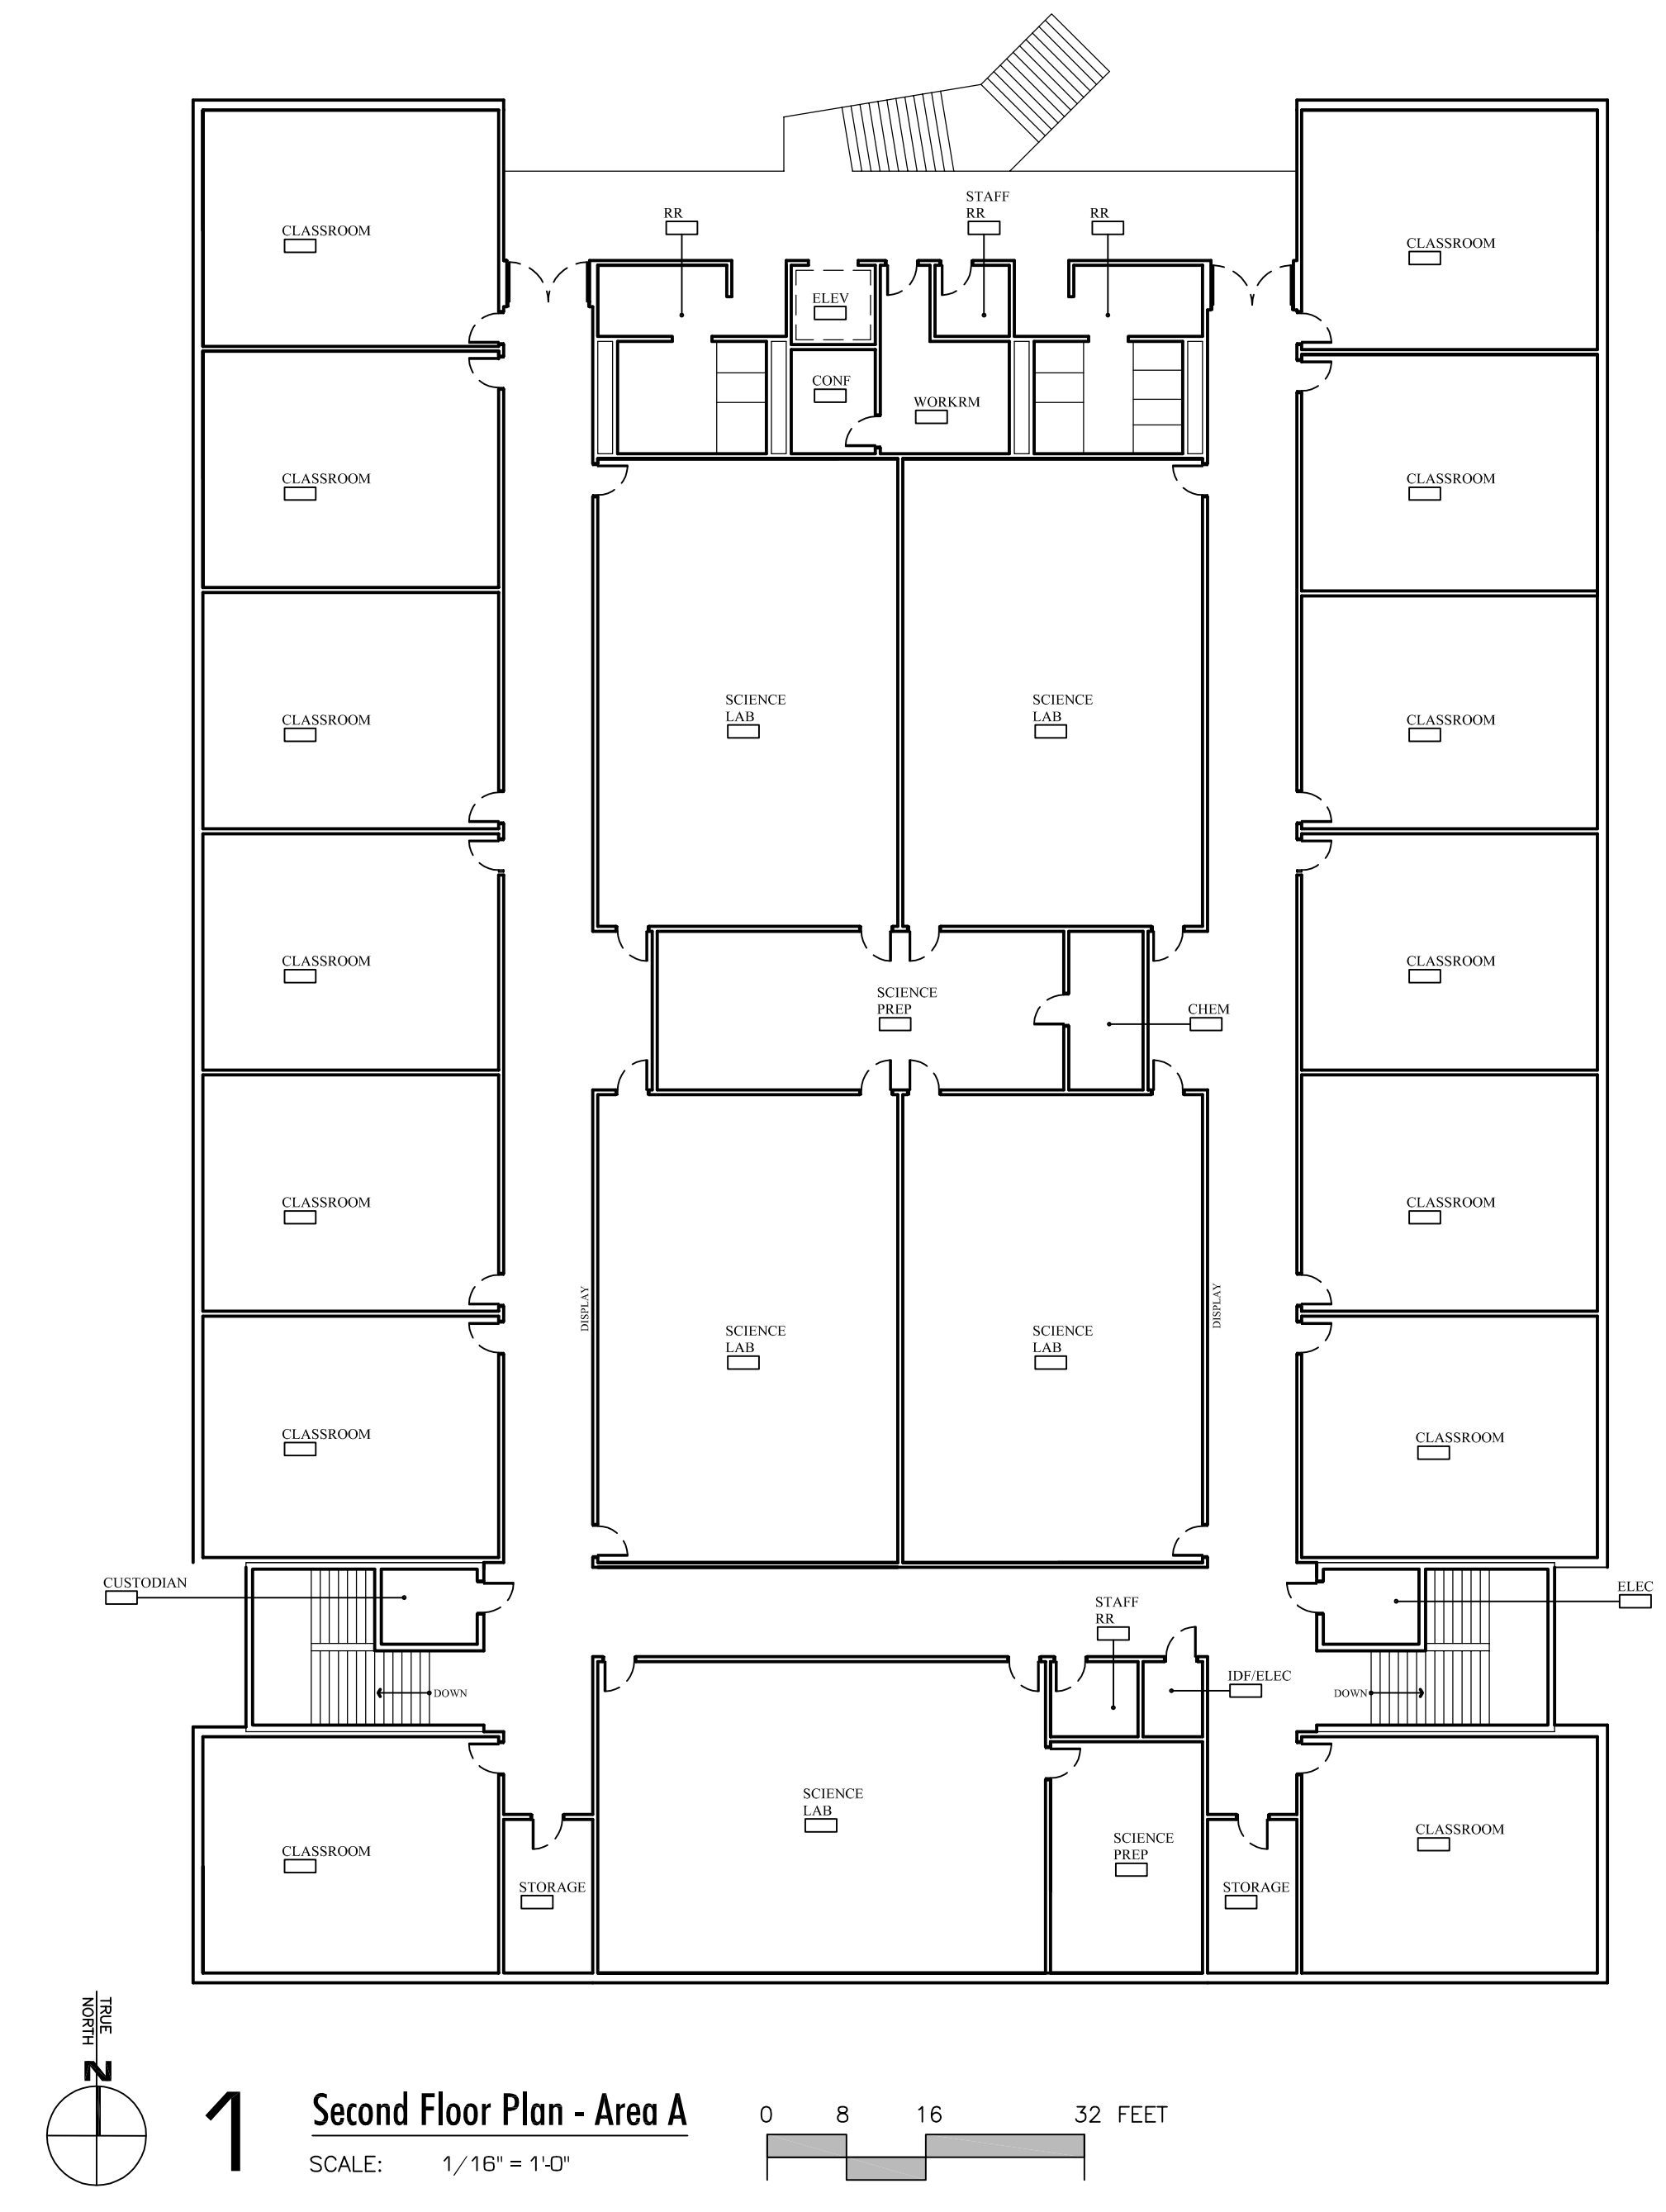 STAFF
RR
RR
RR
CLASSROOM
CLASSROOM
ELEV
CONF
WORKRM
CLASSROOM
CLASSROOM
SCIENCE
LAB
SCIENCE
LAB
CLASSROOM
CLASSROOM
CLASSROOM
CLASSROOM
SCIENCE
PREP
CHEM
CLASSROOM
CLASSROOM
DISPLAY
DISPLAY
SCIENCE
LAB
SCIENCE
LAB
CLASSROOM
CLASSROOM
CUSTODIAN
ELEC
STAFF
RR
IDF/ELEC
DOWN
DOWN
SCIENCE
LAB
CLASSROOM
SCIENCE
PREP
CLASSROOM
STORAGE
STORAGE
TRUE
NORTH
N
1
Second Floor Plan - Area A
SCALE: 1/16" = 1'-0"
0 8 16 32 FEET